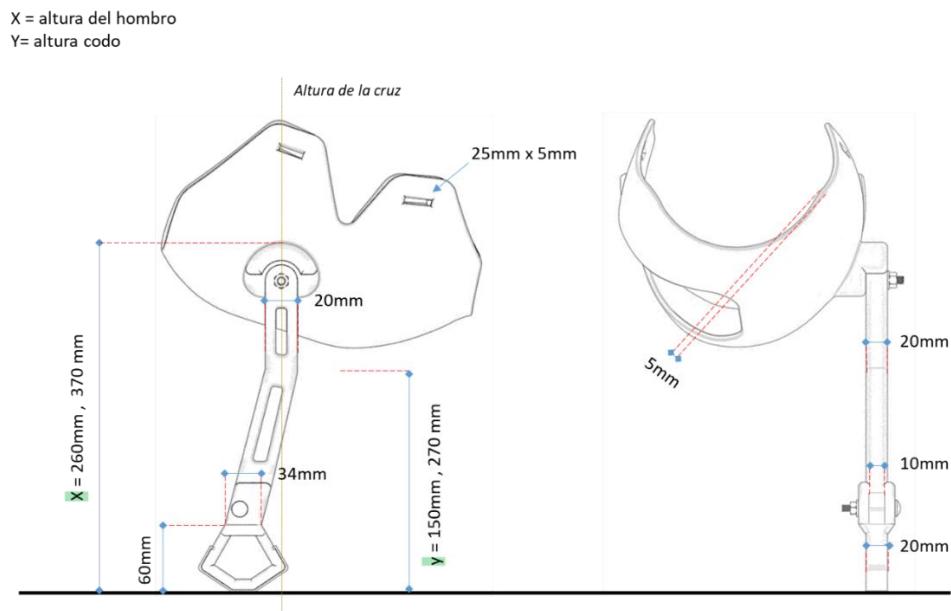 X = altura del hombro
Y= altura codo
Altura de la cruz
25mm x 5mm
20mm
X = 260mm , 370 mm
34mm
60mm
y = 150mm , 270 mm
5mm
20mm
10mm
20mm